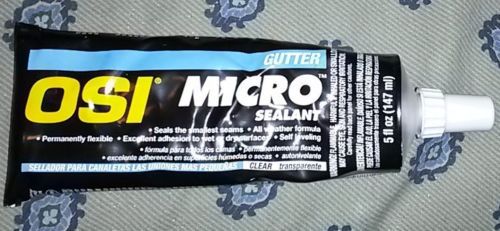 GUTTER
OSI® MICRO™
SEALANT
• Seals the smallest seams • All weather formula
• Permanently flexible • Excellent adhesion to wet or dry surfaces • Self leveling
• fórmula para todos los climas • permanentemente flexible
• excelente adherencia en superficies húmedas o secas • autonivelante
SELLADOR PARA CANALETAS LAS UNIONES MAS PEQUEÑAS
CLEAR transparente
5 fl oz (147 ml)